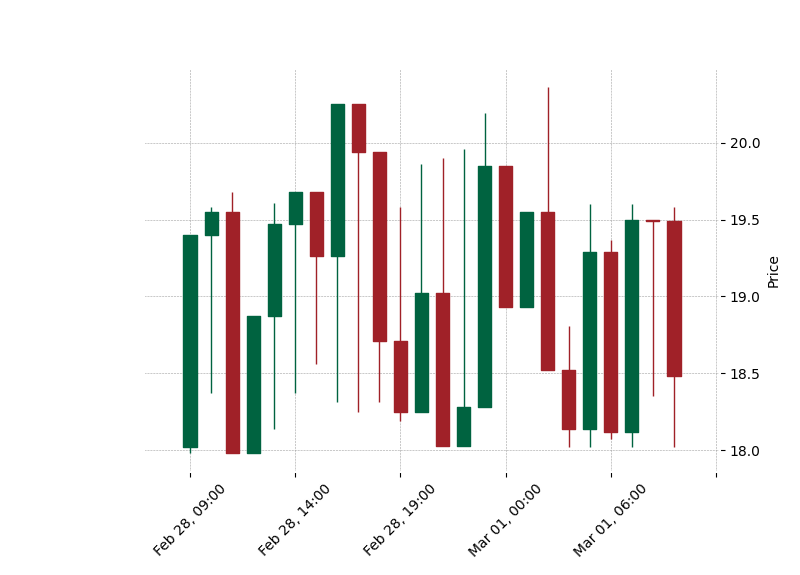 20.0
19.5
19.0
18.5
18.0
Price
Feb 28, 09:00
Feb 28, 14:00
Feb 28, 19:00
Mar 01, 00:00
Mar 01, 06:00